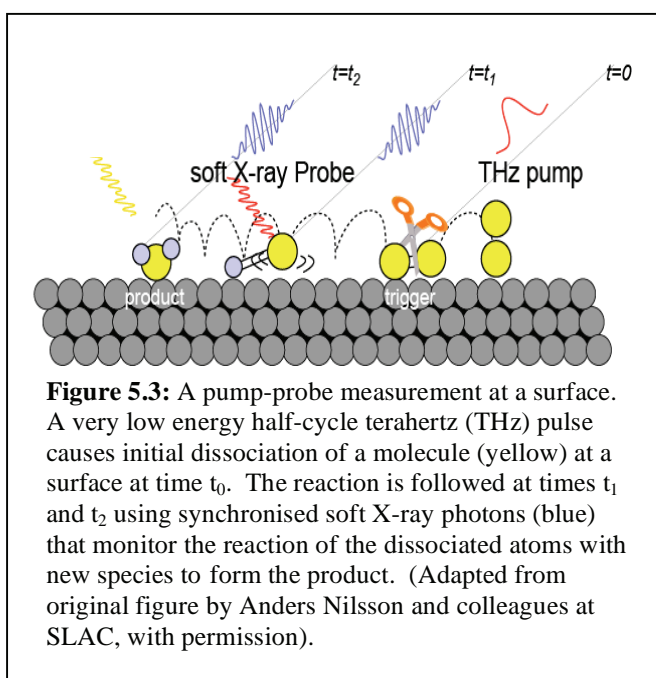 t=t₂
t=t₁
t=0
soft X-ray Probe
THz pump
product
trigger
Figure 5.3: A pump-probe measurement at a surface.
A very low energy half-cycle terahertz (THz) pulse
causes initial dissociation of a molecule (yellow) at a
surface at time t₀. The reaction is followed at times t₁
and t₂ using synchronised soft X-ray photons (blue)
that monitor the reaction of the dissociated atoms with
new species to form the product. (Adapted from
original figure by Anders Nilsson and colleagues at
SLAC, with permission).